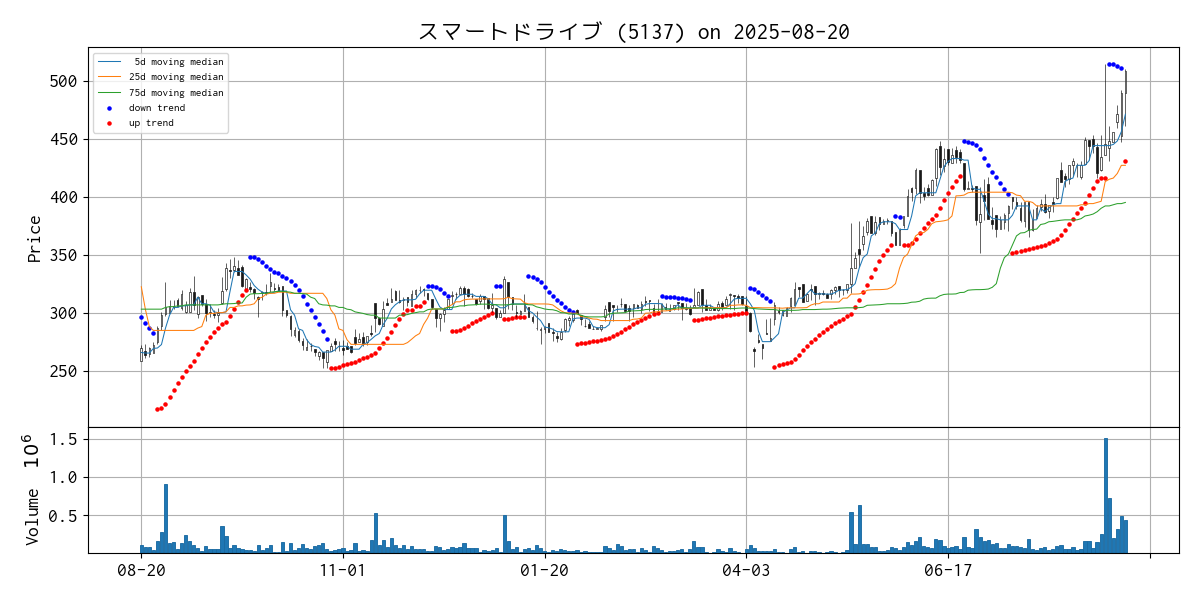 スマートドライブ (5137) on 2025-08-20
5d moving median
25d moving median
75d moving median
down trend
up trend
Price
500
450
400
350
300
250
Volume 10^6
1.5
1.0
0.5
08-20
11-01
01-20
04-03
06-17